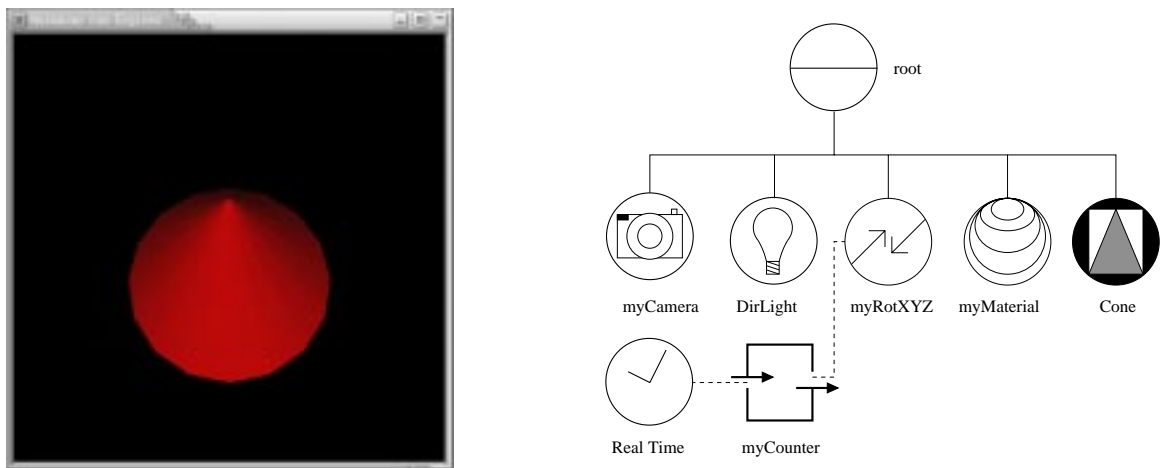 root
myCamera
DirLight
myRotXYZ
myMaterial
Cone
Real Time
myCounter